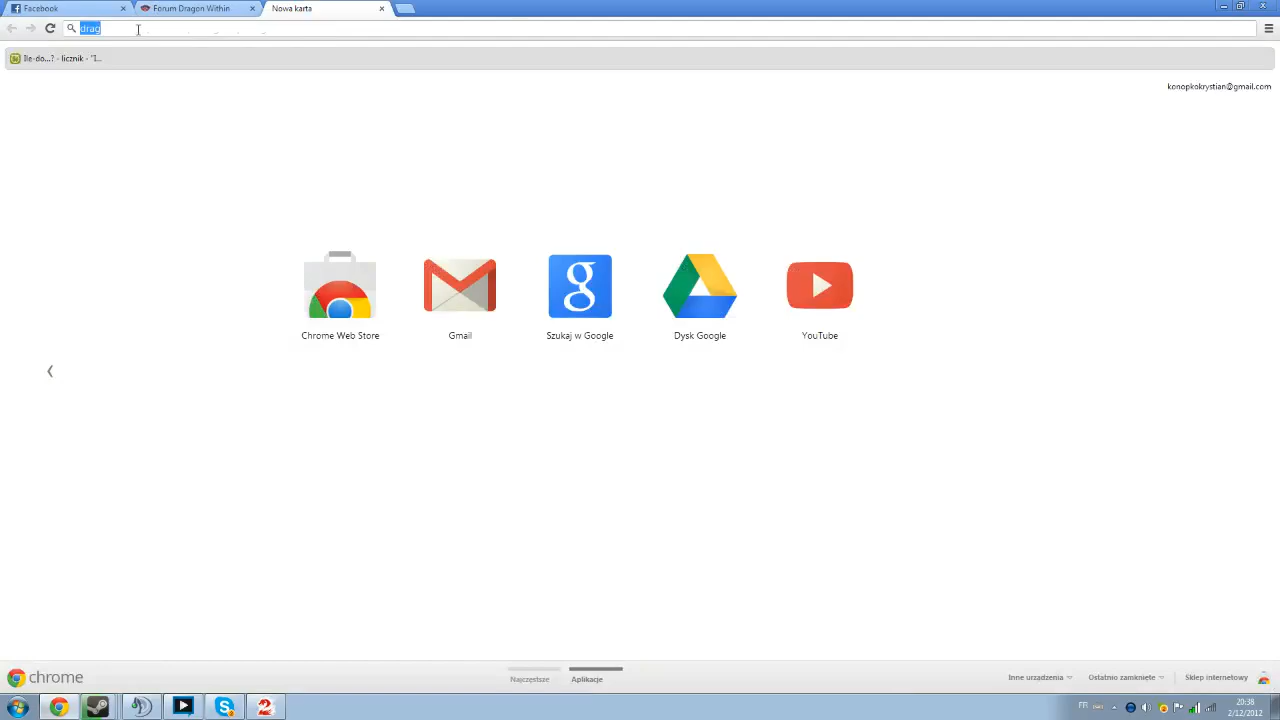 Facebook
Forum Dragon Within
Nowa karta
drag
Ile-do...? - licznik - "I...
konopkokrystian@gmail.com
Chrome Web Store
Gmail
Szukaj w Google
Dysk Google
YouTube
chrome
Najczęstsze
Aplikacje
Inne urządzenia
Ostatnio zamknięte
Sklep internetowy
FR
20:38
2/12/2012